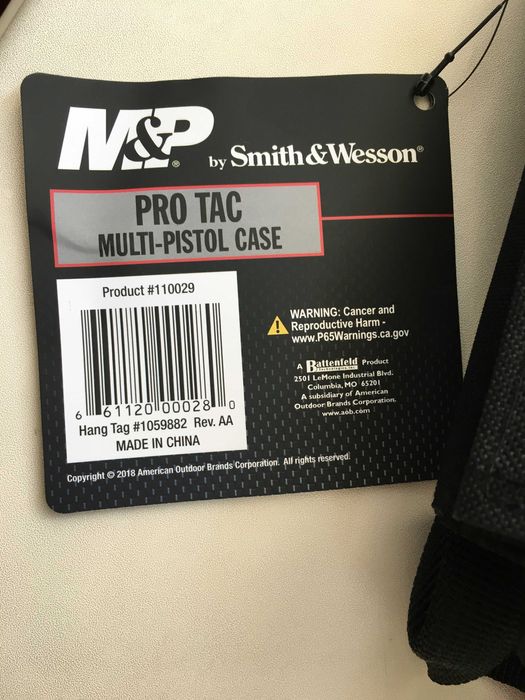 M&P®
by Smith&Wesson®
PRO TAC
MULTI-PISTOL CASE
Product #110029
6 61120 00028 0
Hang Tag #1059882 Rev. AA
MADE IN CHINA
WARNING: Cancer and
Reproductive Harm -
www.P65Warnings.ca.gov
A Battenfeld Product
Technologies, Inc.
2501 LeMone Industrial Blvd.
Columbia, MO 65201
A subsidiary of American
Outdoor Brands Corporation.
www.aob.com
Copyright © 2018 American Outdoor Brands Corporation. All rights reserved.